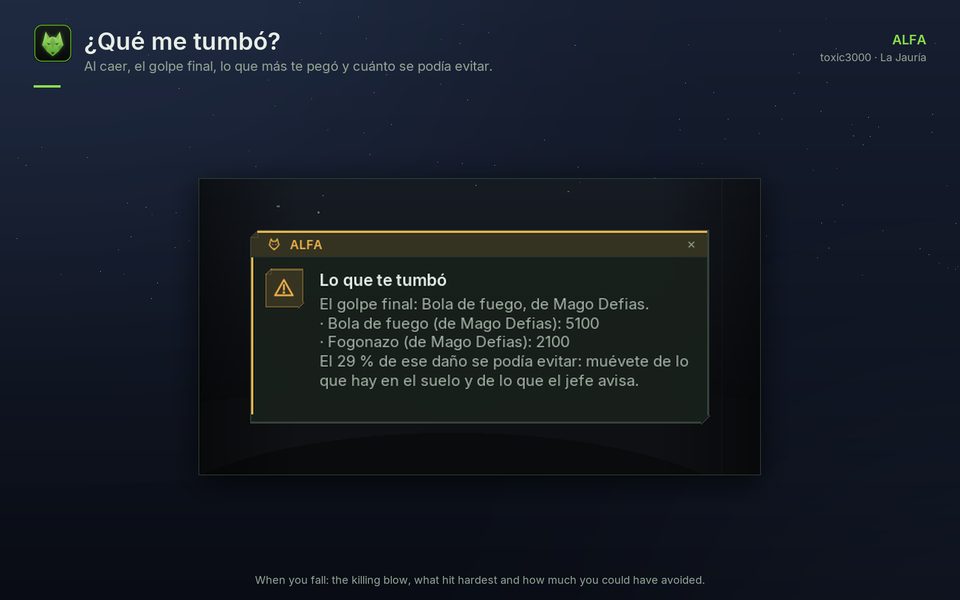 ¿Qué me tumbó?
Al caer, el golpe final, lo que más te pegó y cuánto se podía evitar.
ALFA
toxic3000 · La Jauría
ALFA
×
Lo que te tumbó
El golpe final: Bola de fuego, de Mago Defias.
· Bola de fuego (de Mago Defias): 5100
· Fogonazo (de Mago Defias): 2100
El 29 % de ese daño se podía evitar: muévete de lo
que hay en el suelo y de lo que el jefe avisa.
When you fall: the killing blow, what hit hardest and how much you could have avoided.